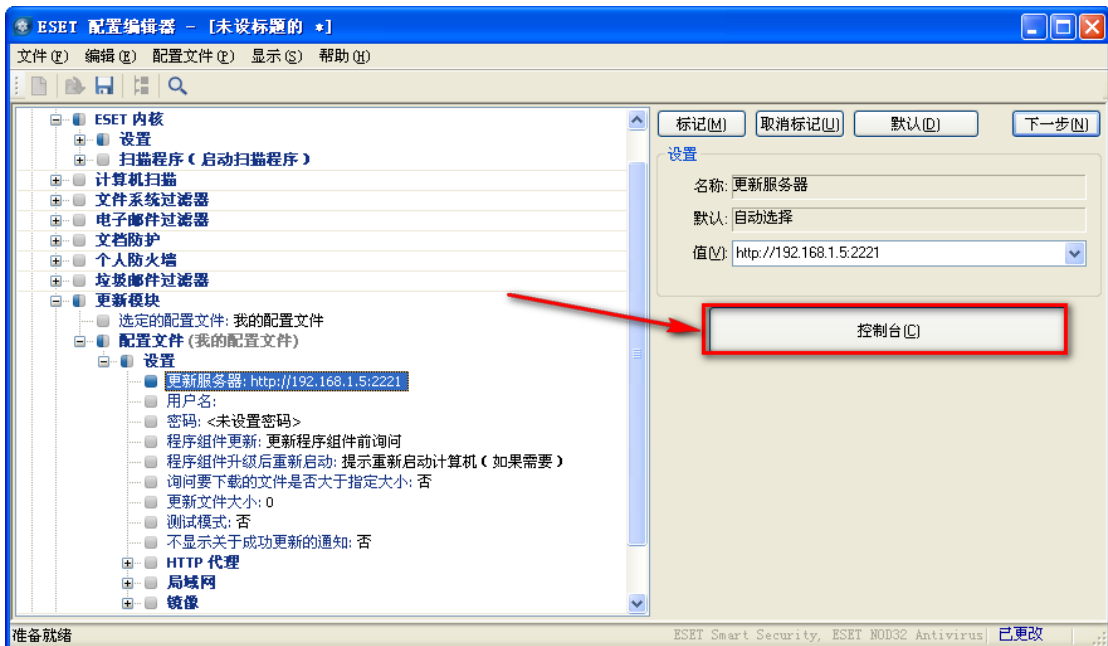 ESET 配置编辑器 - [未设标题的 *]
文件(F) 编辑(E) 配置文件(P) 显示(S) 帮助(H)
ESET 内核
设置
扫描程序(启动扫描程序)
计算机扫描
文件系统过滤器
电子邮件过滤器
文档防护
个人防火墙
垃圾邮件过滤器
更新模块
选定的配置文件: 我的配置文件
配置文件 (我的配置文件)
设置
更新服务器: http://192.168.1.5:2221
用户名:
密码: <未设置密码>
程序组件更新: 更新程序组件前询问
程序组件升级后重新启动: 提示重新启动计算机(如果需要)
询问要下载的文件是否大于指定大小: 否
更新文件大小: 0
测试模式: 否
不显示关于成功更新的通知: 否
HTTP 代理
局域网
镜像
标记(M) 取消标记(U) 默认(D) 下一步(N)
设置
名称: 更新服务器
默认: 自动选择
值(V): http://192.168.1.5:2221
控制台(C)
准备就绪 ESET Smart Security, ESET NOD32 Antivirus 已更改